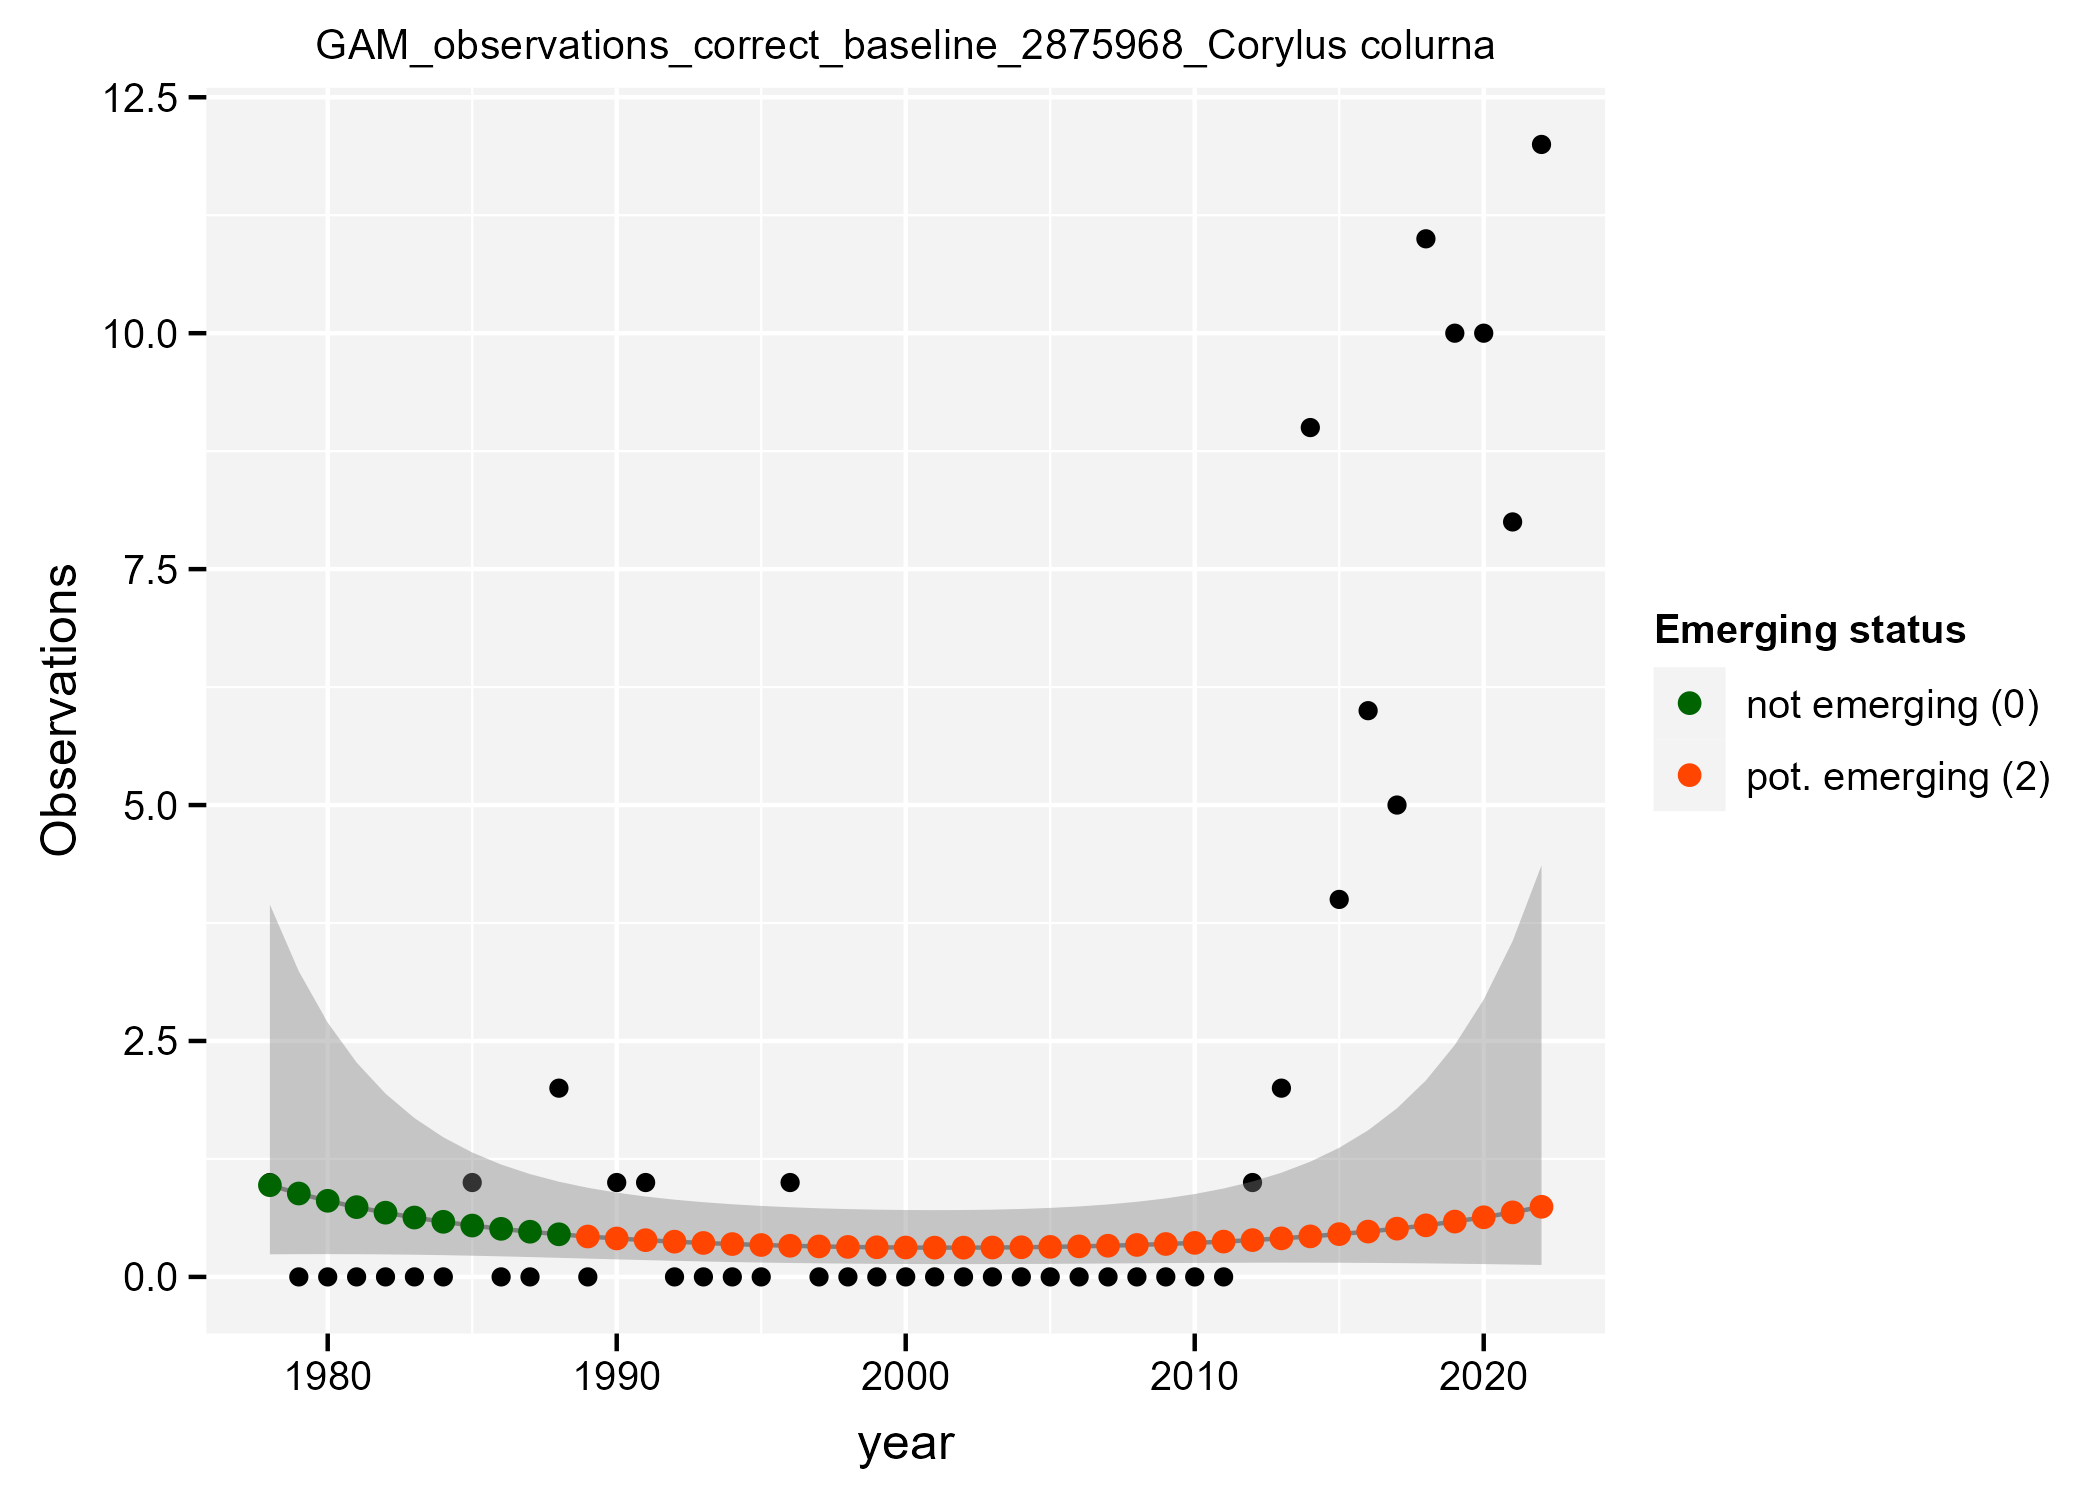 GAM_observations_correct_baseline_2875968_Corylus colurna
12.5
10.0
7.5
5.0
2.5
0.0
Observations
1980 1990 2000 2010 2020
year
Emerging status
not emerging (0)
pot. emerging (2)